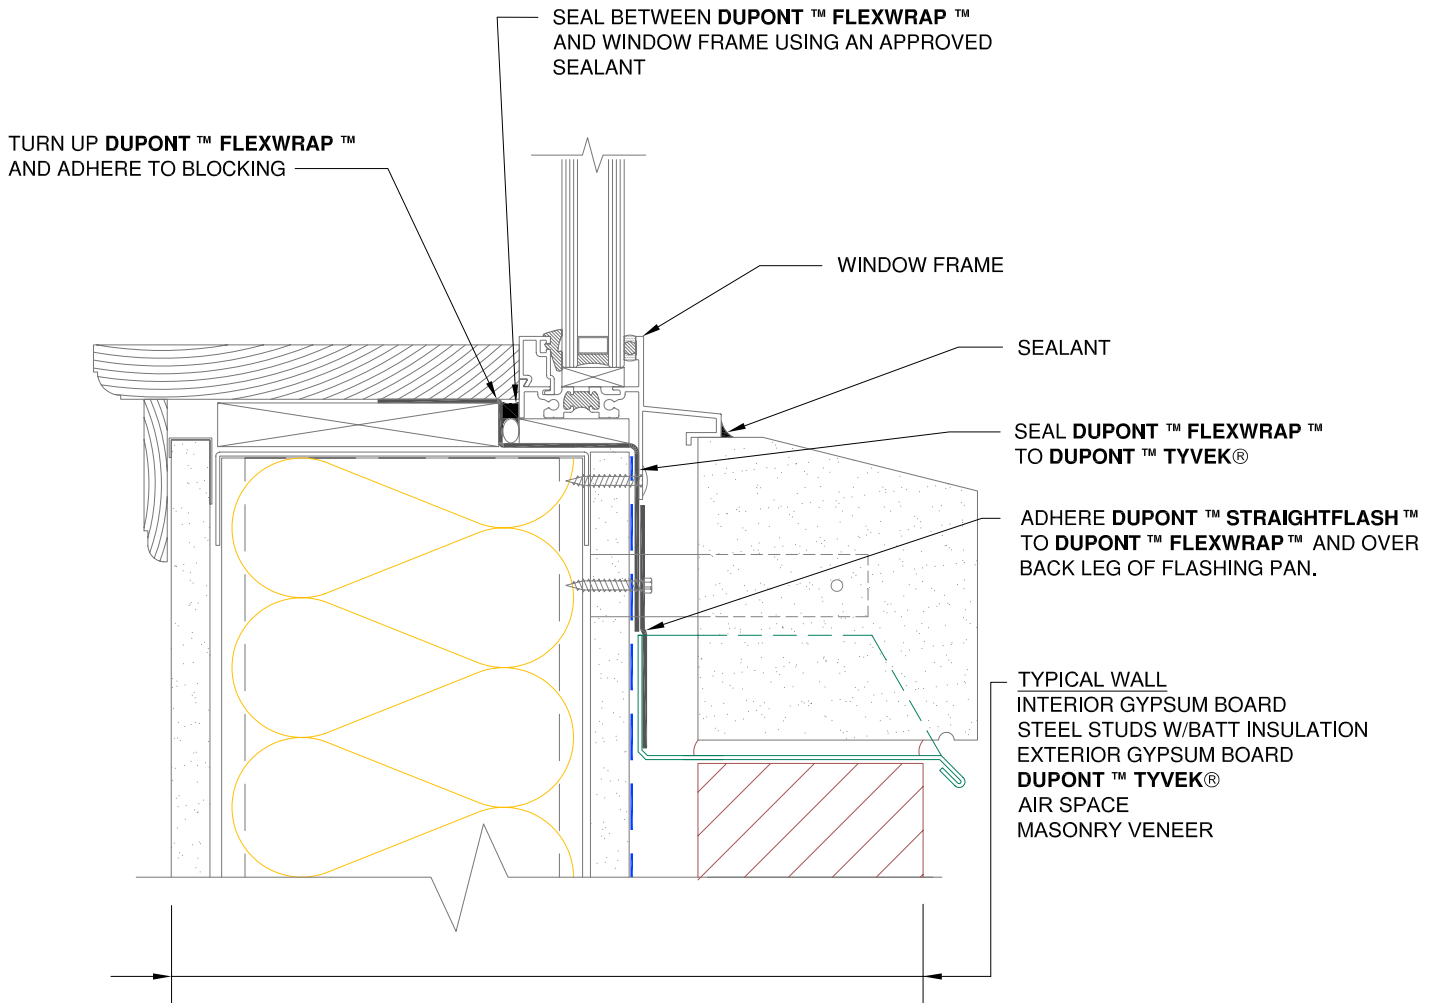 SEAL BETWEEN DUPONT ™ FLEXWRAP ™
AND WINDOW FRAME USING AN APPROVED
SEALANT
TURN UP DUPONT ™ FLEXWRAP ™
AND ADHERE TO BLOCKING
WINDOW FRAME
SEALANT
SEAL DUPONT ™ FLEXWRAP ™
TO DUPONT ™ TYVEK®
ADHERE DUPONT ™ STRAIGHTFLASH ™
TO DUPONT ™ FLEXWRAP ™ AND OVER
BACK LEG OF FLASHING PAN.
TYPICAL WALL
INTERIOR GYPSUM BOARD
STEEL STUDS W/BATT INSULATION
EXTERIOR GYPSUM BOARD
DUPONT ™ TYVEK®
AIR SPACE
MASONRY VENEER